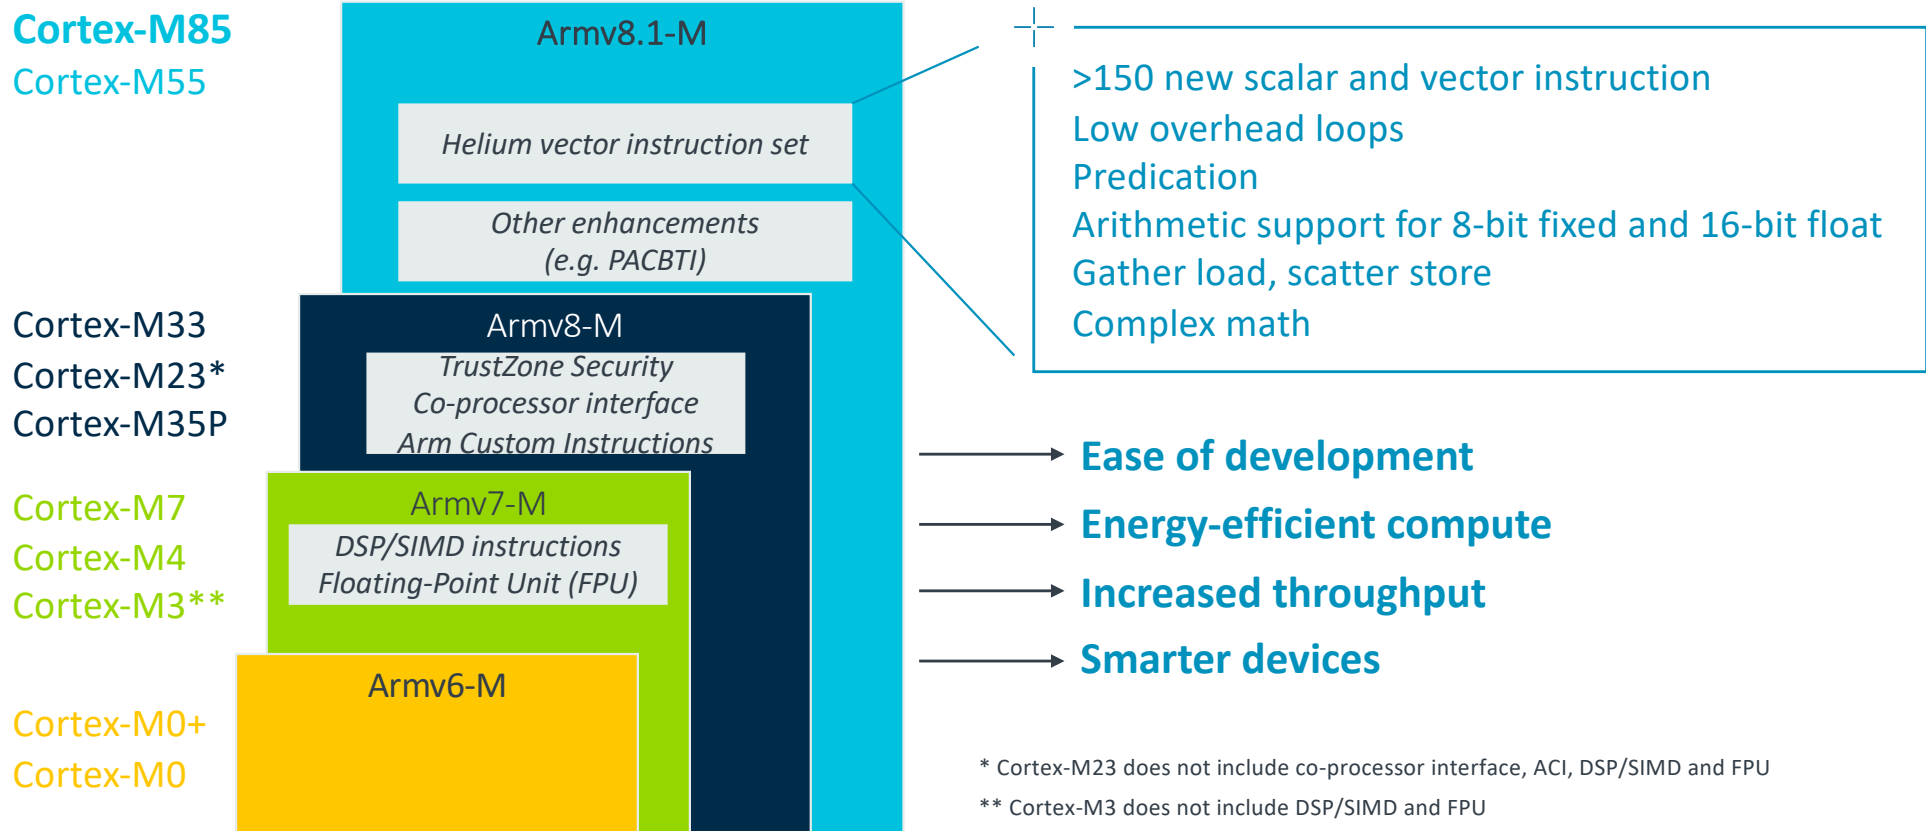 Cortex-M85
Cortex-M55
Armv8.1-M
Helium vector instruction set
Other enhancements
(e.g. PACBTI)
>150 new scalar and vector instruction
Low overhead loops
Predication
Arithmetic support for 8-bit fixed and 16-bit float
Gather load, scatter store
Complex math
Cortex-M33
Cortex-M23*
Cortex-M35P
Armv8-M
TrustZone Security
Co-processor interface
Arm Custom Instructions
Cortex-M7
Cortex-M4
Cortex-M3**
Armv7-M
DSP/SIMD instructions
Floating-Point Unit (FPU)
Cortex-M0+
Cortex-M0
Armv6-M
Ease of development
Energy-efficient compute
Increased throughput
Smarter devices
* Cortex-M23 does not include co-processor interface, ACI, DSP/SIMD and FPU
** Cortex-M3 does not include DSP/SIMD and FPU